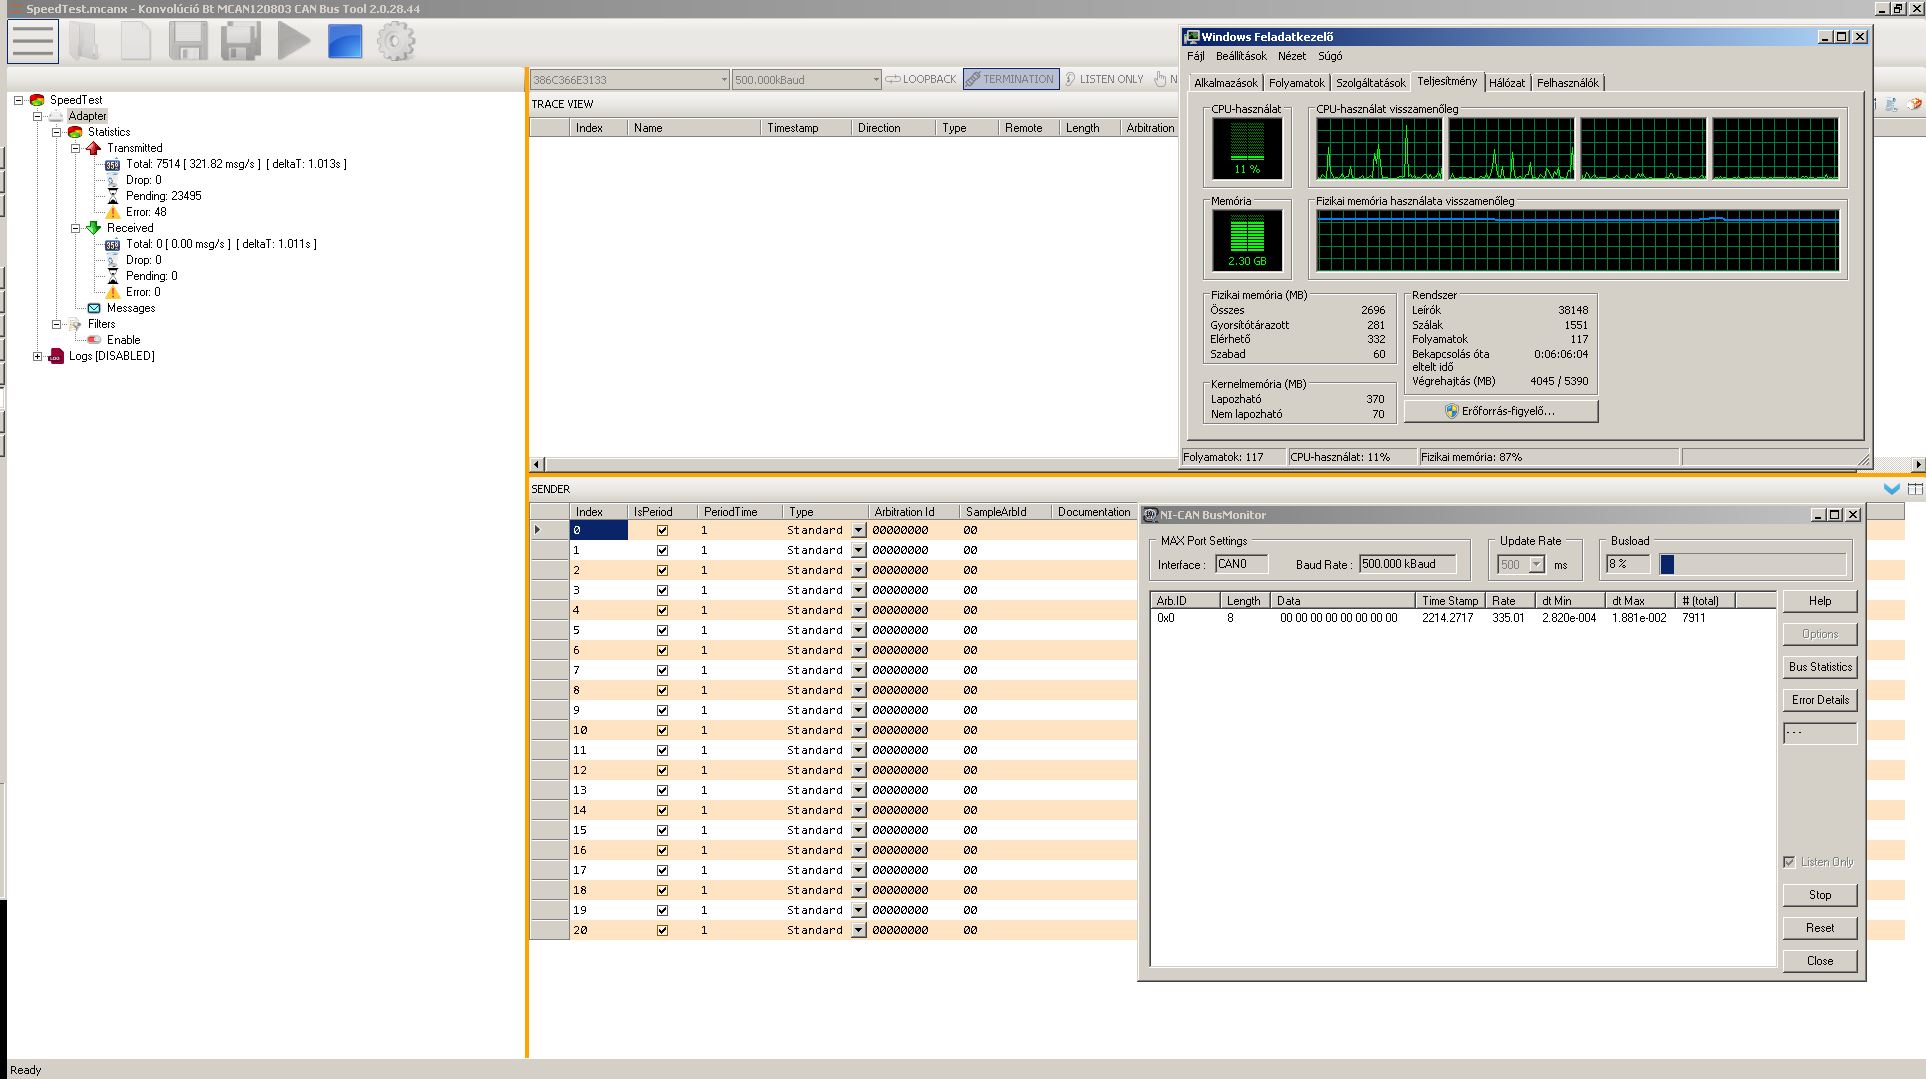 SpeedTest.mcanx - Konvolúció Bt MCAN120803 CAN Bus Tool 2.0.28.44
SpeedTest
Adapter
Statistics
Transmitted
Total: 7514 [ 321.82 msg/s ] [ deltaT: 1.013s ]
Drop: 0
Pending: 23495
Error: 48
Received
Total: 0 [ 0.00 msg/s ] [ deltaT: 1.011s ]
Drop: 0
Pending: 0
Error: 0
Messages
Filters
Enable
Logs [DISABLED]
386C366E3133 500.000kBaud LOOPBACK TERMINATION LISTEN ONLY N
TRACE VIEW
Index Name Timestamp Direction Type Remote Length Arbitration
Windows Feladatkezelő
Fájl Beállítások Nézet Súgó
Alkalmazások Folyamatok Szolgáltatások Teljesítmény Hálózat Felhasználók
CPU-használat CPU-használat visszamenőleg
11 %
Memória Fizikai memória használata visszamenőleg
2.30 GB
Fizikai memória (MB)
Összes 2696
Gyorsítótárazott 281
Elérhető 332
Szabad 60
Kernelmemória (MB)
Lapozható 370
Nem lapozható 70
Rendszer
Leírók 38148
Szálak 1551
Folyamatok 117
Bekapcsolás óta 0:06:06:04
eltelt idő
Végrehajtás (MB) 4045 / 5390
Erőforrás-figyelő...
Folyamatok: 117 CPU-használat: 11% Fizikai memória: 87%
SENDER
Index IsPeriod PeriodTime Type Arbitration Id SampleArbId Documentation
0 1 Standard 00000000 00
1 1 Standard 00000000 00
2 1 Standard 00000000 00
3 1 Standard 00000000 00
4 1 Standard 00000000 00
5 1 Standard 00000000 00
6 1 Standard 00000000 00
7 1 Standard 00000000 00
8 1 Standard 00000000 00
9 1 Standard 00000000 00
10 1 Standard 00000000 00
11 1 Standard 00000000 00
12 1 Standard 00000000 00
13 1 Standard 00000000 00
14 1 Standard 00000000 00
15 1 Standard 00000000 00
16 1 Standard 00000000 00
17 1 Standard 00000000 00
18 1 Standard 00000000 00
19 1 Standard 00000000 00
20 1 Standard 00000000 00
NI-CAN BusMonitor
MAX Port Settings Update Rate Busload
Interface : CAN0 Baud Rate : 500.000 kBaud 500 ms 8 %
Arb.ID Length Data Time Stamp Rate dt Min dt Max # (total)
0x0 8 00 00 00 00 00 00 00 00 2214.2717 335.01 2.820e-004 1.881e-002 7911
Help
Options
Bus Statistics
Error Details
- - -
Listen Only
Stop
Reset
Close
Ready